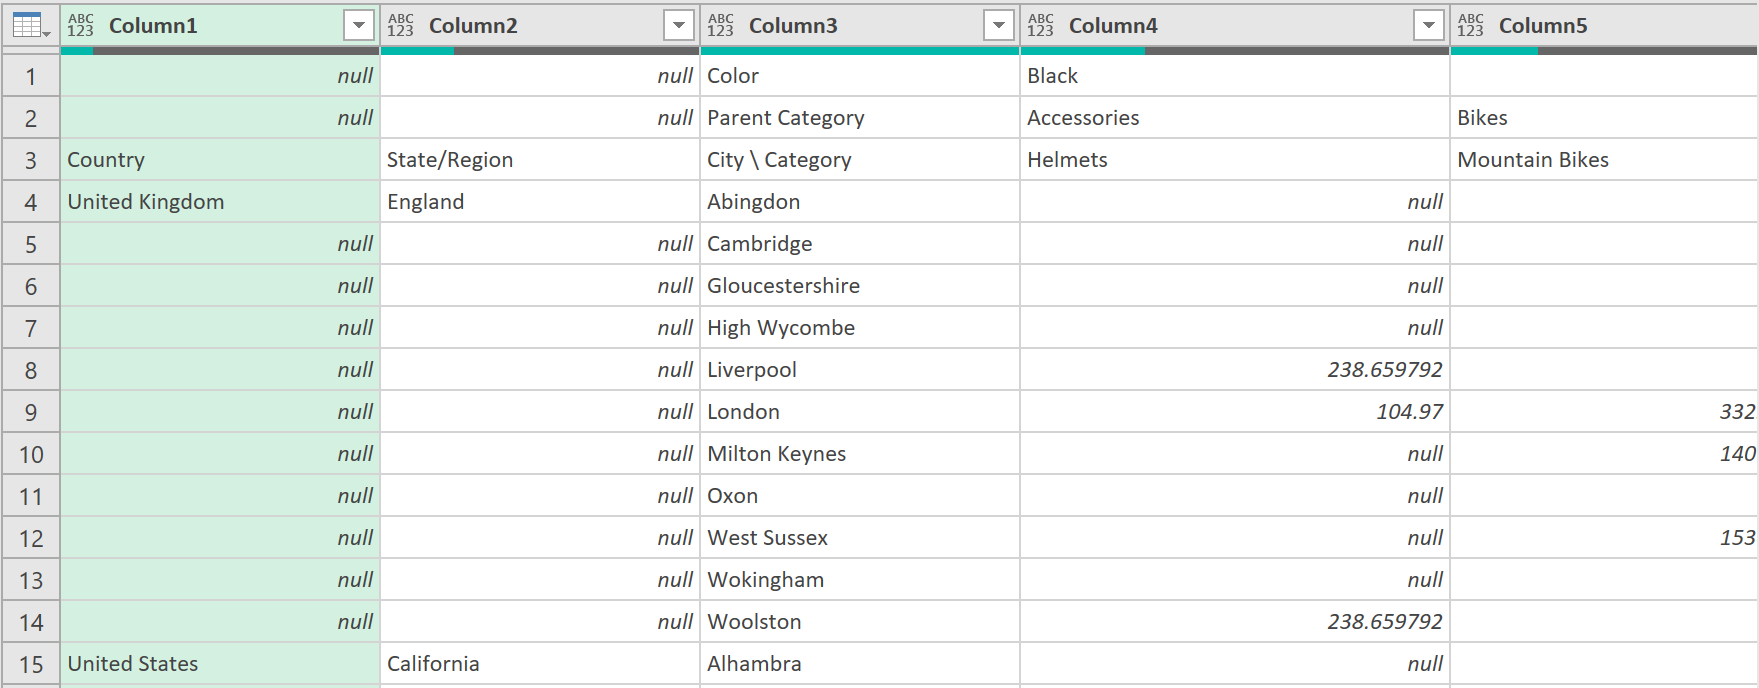 ABC 123 Column1 ABC 123 Column2 ABC 123 Column3 ABC 123 Column4 ABC 123 Column5
1 null null Color Black
2 null null Parent Category Accessories Bikes
3 Country State/Region City \ Category Helmets Mountain Bikes
4 United Kingdom England Abingdon null
5 null null Cambridge null
6 null null Gloucestershire null
7 null null High Wycombe null
8 null null Liverpool 238.659792
9 null null London 104.97 332
10 null null Milton Keynes null 140
11 null null Oxon null
12 null null West Sussex null 153
13 null null Wokingham null
14 null null Woolston 238.659792
15 United States California Alhambra null